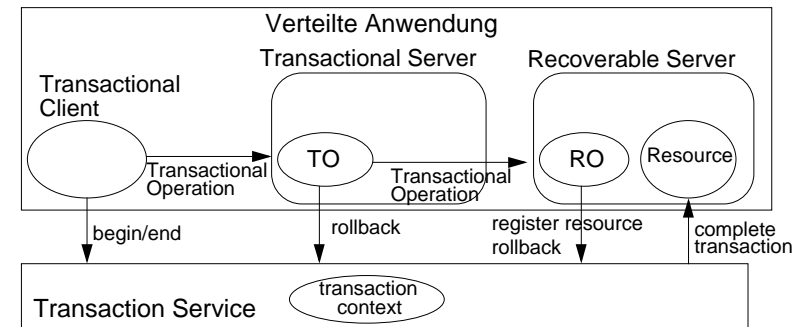 Verteilte Anwendung
Transactional Server
Recoverable Server
Transactional
Client
TO
RO
Resource
Transactional
Operation
Transactional
Operation
begin/end
rollback
register resource
rollback
complete
transaction
Transaction Service
transaction
context